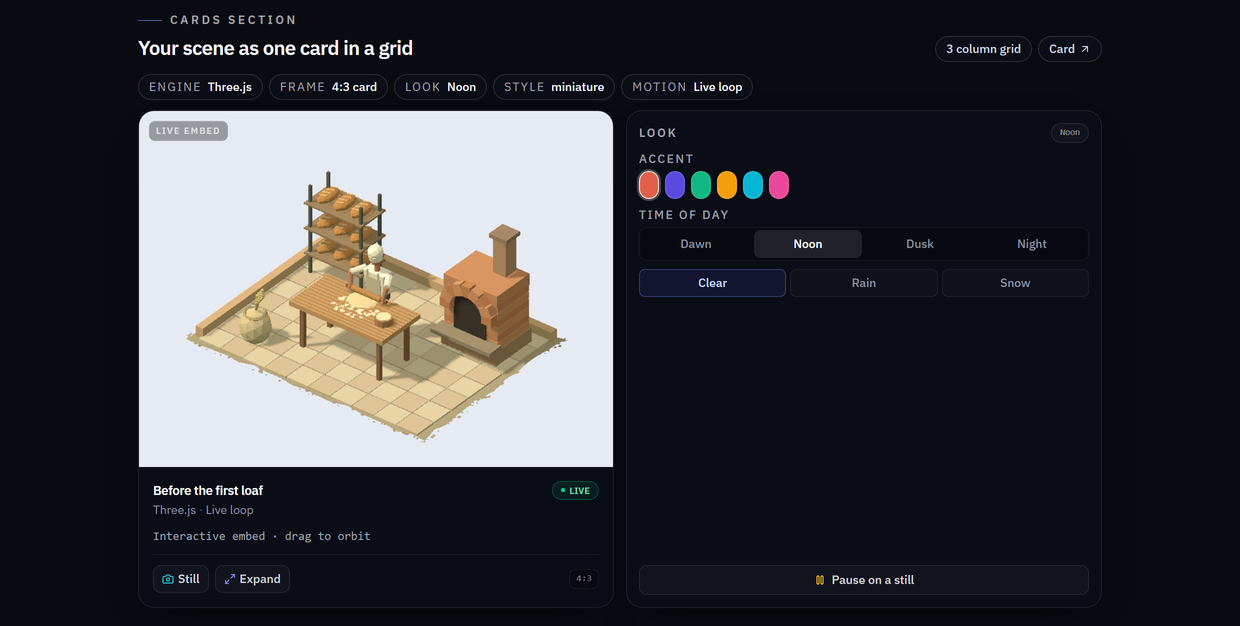 CARDS SECTION
Your scene as one card in a grid
3 column grid
Card
ENGINE Three.js
FRAME 4:3 card
LOOK Noon
STYLE miniature
MOTION Live loop
LIVE EMBED
Before the first loaf
LIVE
Three.js · Live loop
Interactive embed · drag to orbit
Still
Expand
4:3
LOOK
Noon
ACCENT
TIME OF DAY
Dawn
Noon
Dusk
Night
Clear
Rain
Snow
Pause on a still